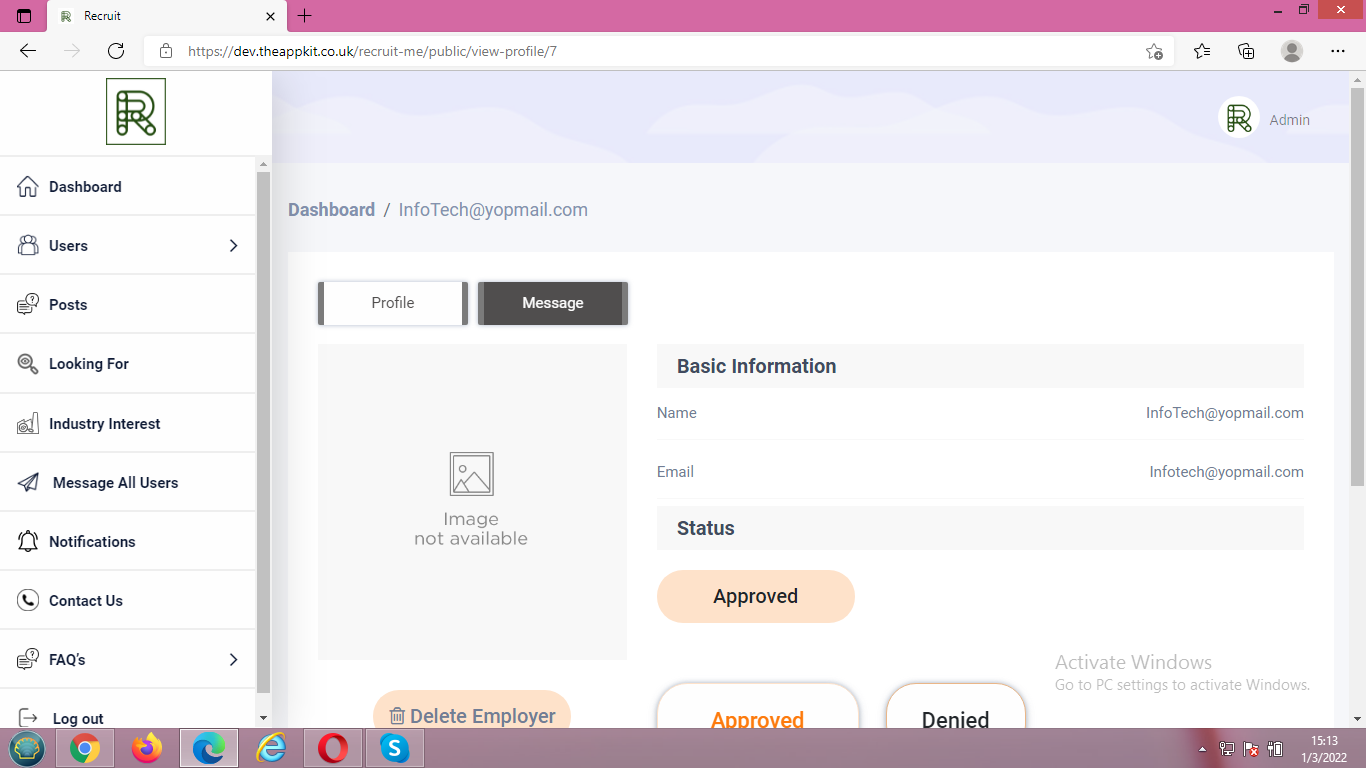 Recruit
https://dev.theappkit.co.uk/recruit-me/public/view-profile/7
Admin
Dashboard
Users
Posts
Looking For
Industry Interest
Message All Users
Notifications
Contact Us
FAQ's
Log out
Dashboard / InfoTech@yopmail.com
Profile
Message
Image
not available
Delete Employer
Basic Information
Name InfoTech@yopmail.com
Email Infotech@yopmail.com
Status
Approved
Approved
Denied
Activate Windows
Go to PC settings to activate Windows.
15:13
1/3/2022